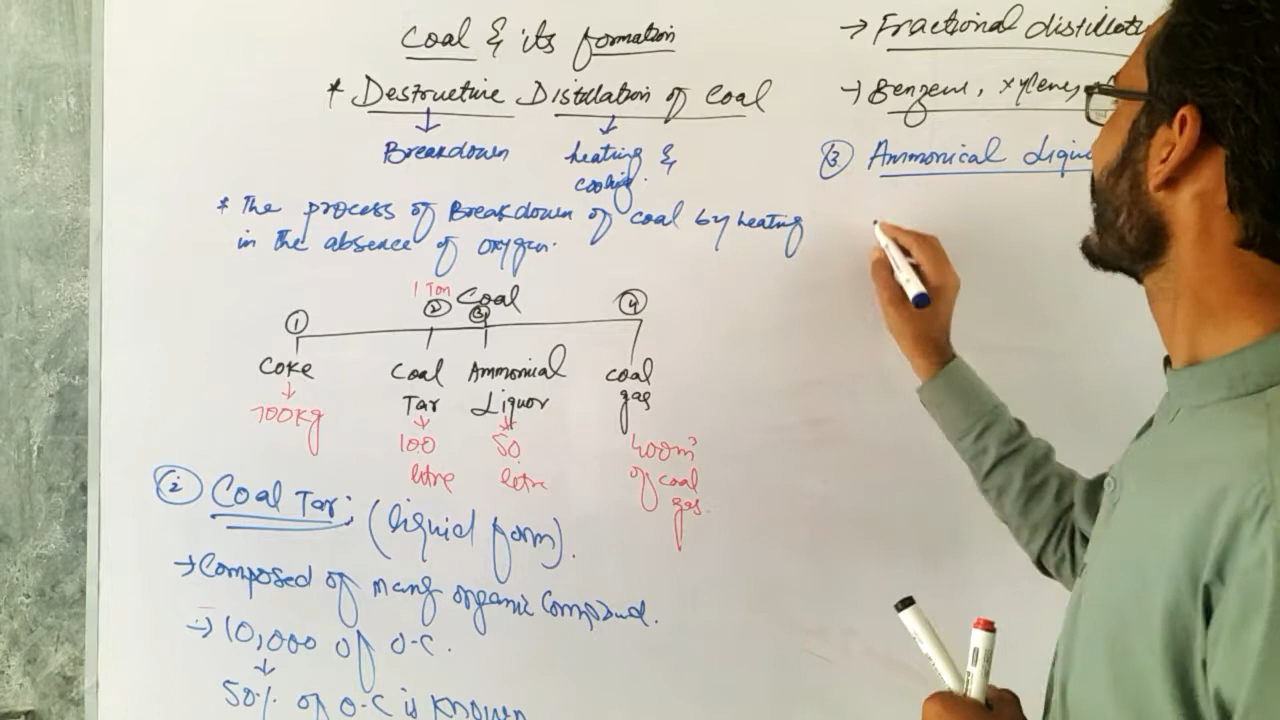 Coal & its formation
* Destructive Distillation of Coal
Breakdown
heating &
cooling.
* The process of Breakdown of coal by heating
in the absence of oxygen.
1 Ton
Coal
① ② ③ ④
Coke
Coal
Tar
Ammonical
Liquor
coal
gas
700kg
100
litre
50
litre
400m³
of coal
gas.
② Coal Tar: (liquid form).
→ Composed of many organic compound.
→ 10,000 of O.C.
50% of O.C is known
→ Fractional
→ Benzene, xylene,
③ Ammonical